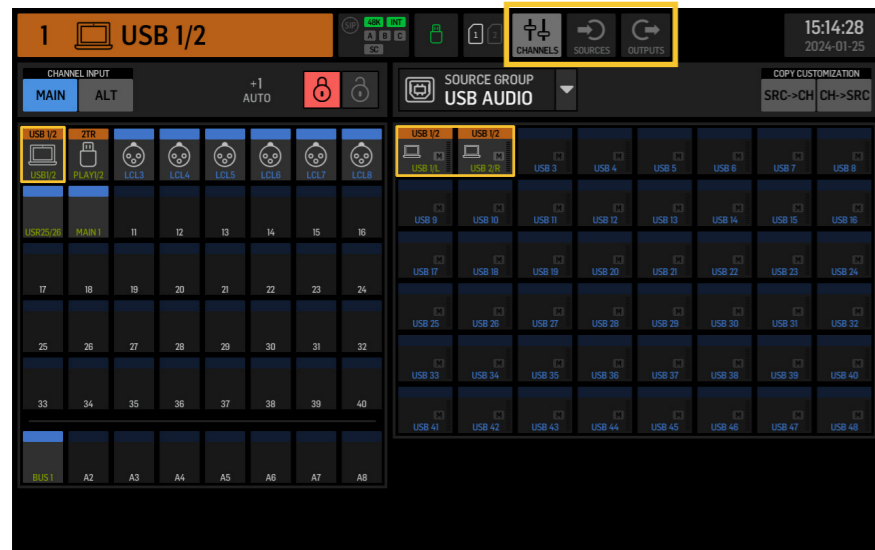 1 USB 1/2
SIP 48K INT
A B C
SC
1 2
CHANNELS SOURCES OUTPUTS
15:14:28
2024-01-25
CHANNEL INPUT
MAIN ALT
+1
AUTO
SOURCE GROUP
USB AUDIO
COPY CUSTOMIZATION
SRC->CH CH->SRC
USB 1/2 2TR
USB1/2 PLAY1/2 LCL3 LCL4 LCL5 LCL6 LCL7 LCL8
USR25/26 MAIN 1 11 12 13 14 15 16
17 18 19 20 21 22 23 24
25 26 27 28 29 30 31 32
33 34 35 36 37 38 39 40
BUS 1 A2 A3 A4 A5 A6 A7 A8
USB 1/2 USB 1/2
USB 1/L USB 2/R USB 3 USB 4 USB 5 USB 6 USB 7 USB 8
USB 9 USB 10 USB 11 USB 12 USB 13 USB 14 USB 15 USB 16
USB 17 USB 18 USB 19 USB 20 USB 21 USB 22 USB 23 USB 24
USB 25 USB 26 USB 27 USB 28 USB 29 USB 30 USB 31 USB 32
USB 33 USB 34 USB 35 USB 36 USB 37 USB 38 USB 39 USB 40
USB 41 USB 42 USB 43 USB 44 USB 45 USB 46 USB 47 USB 48